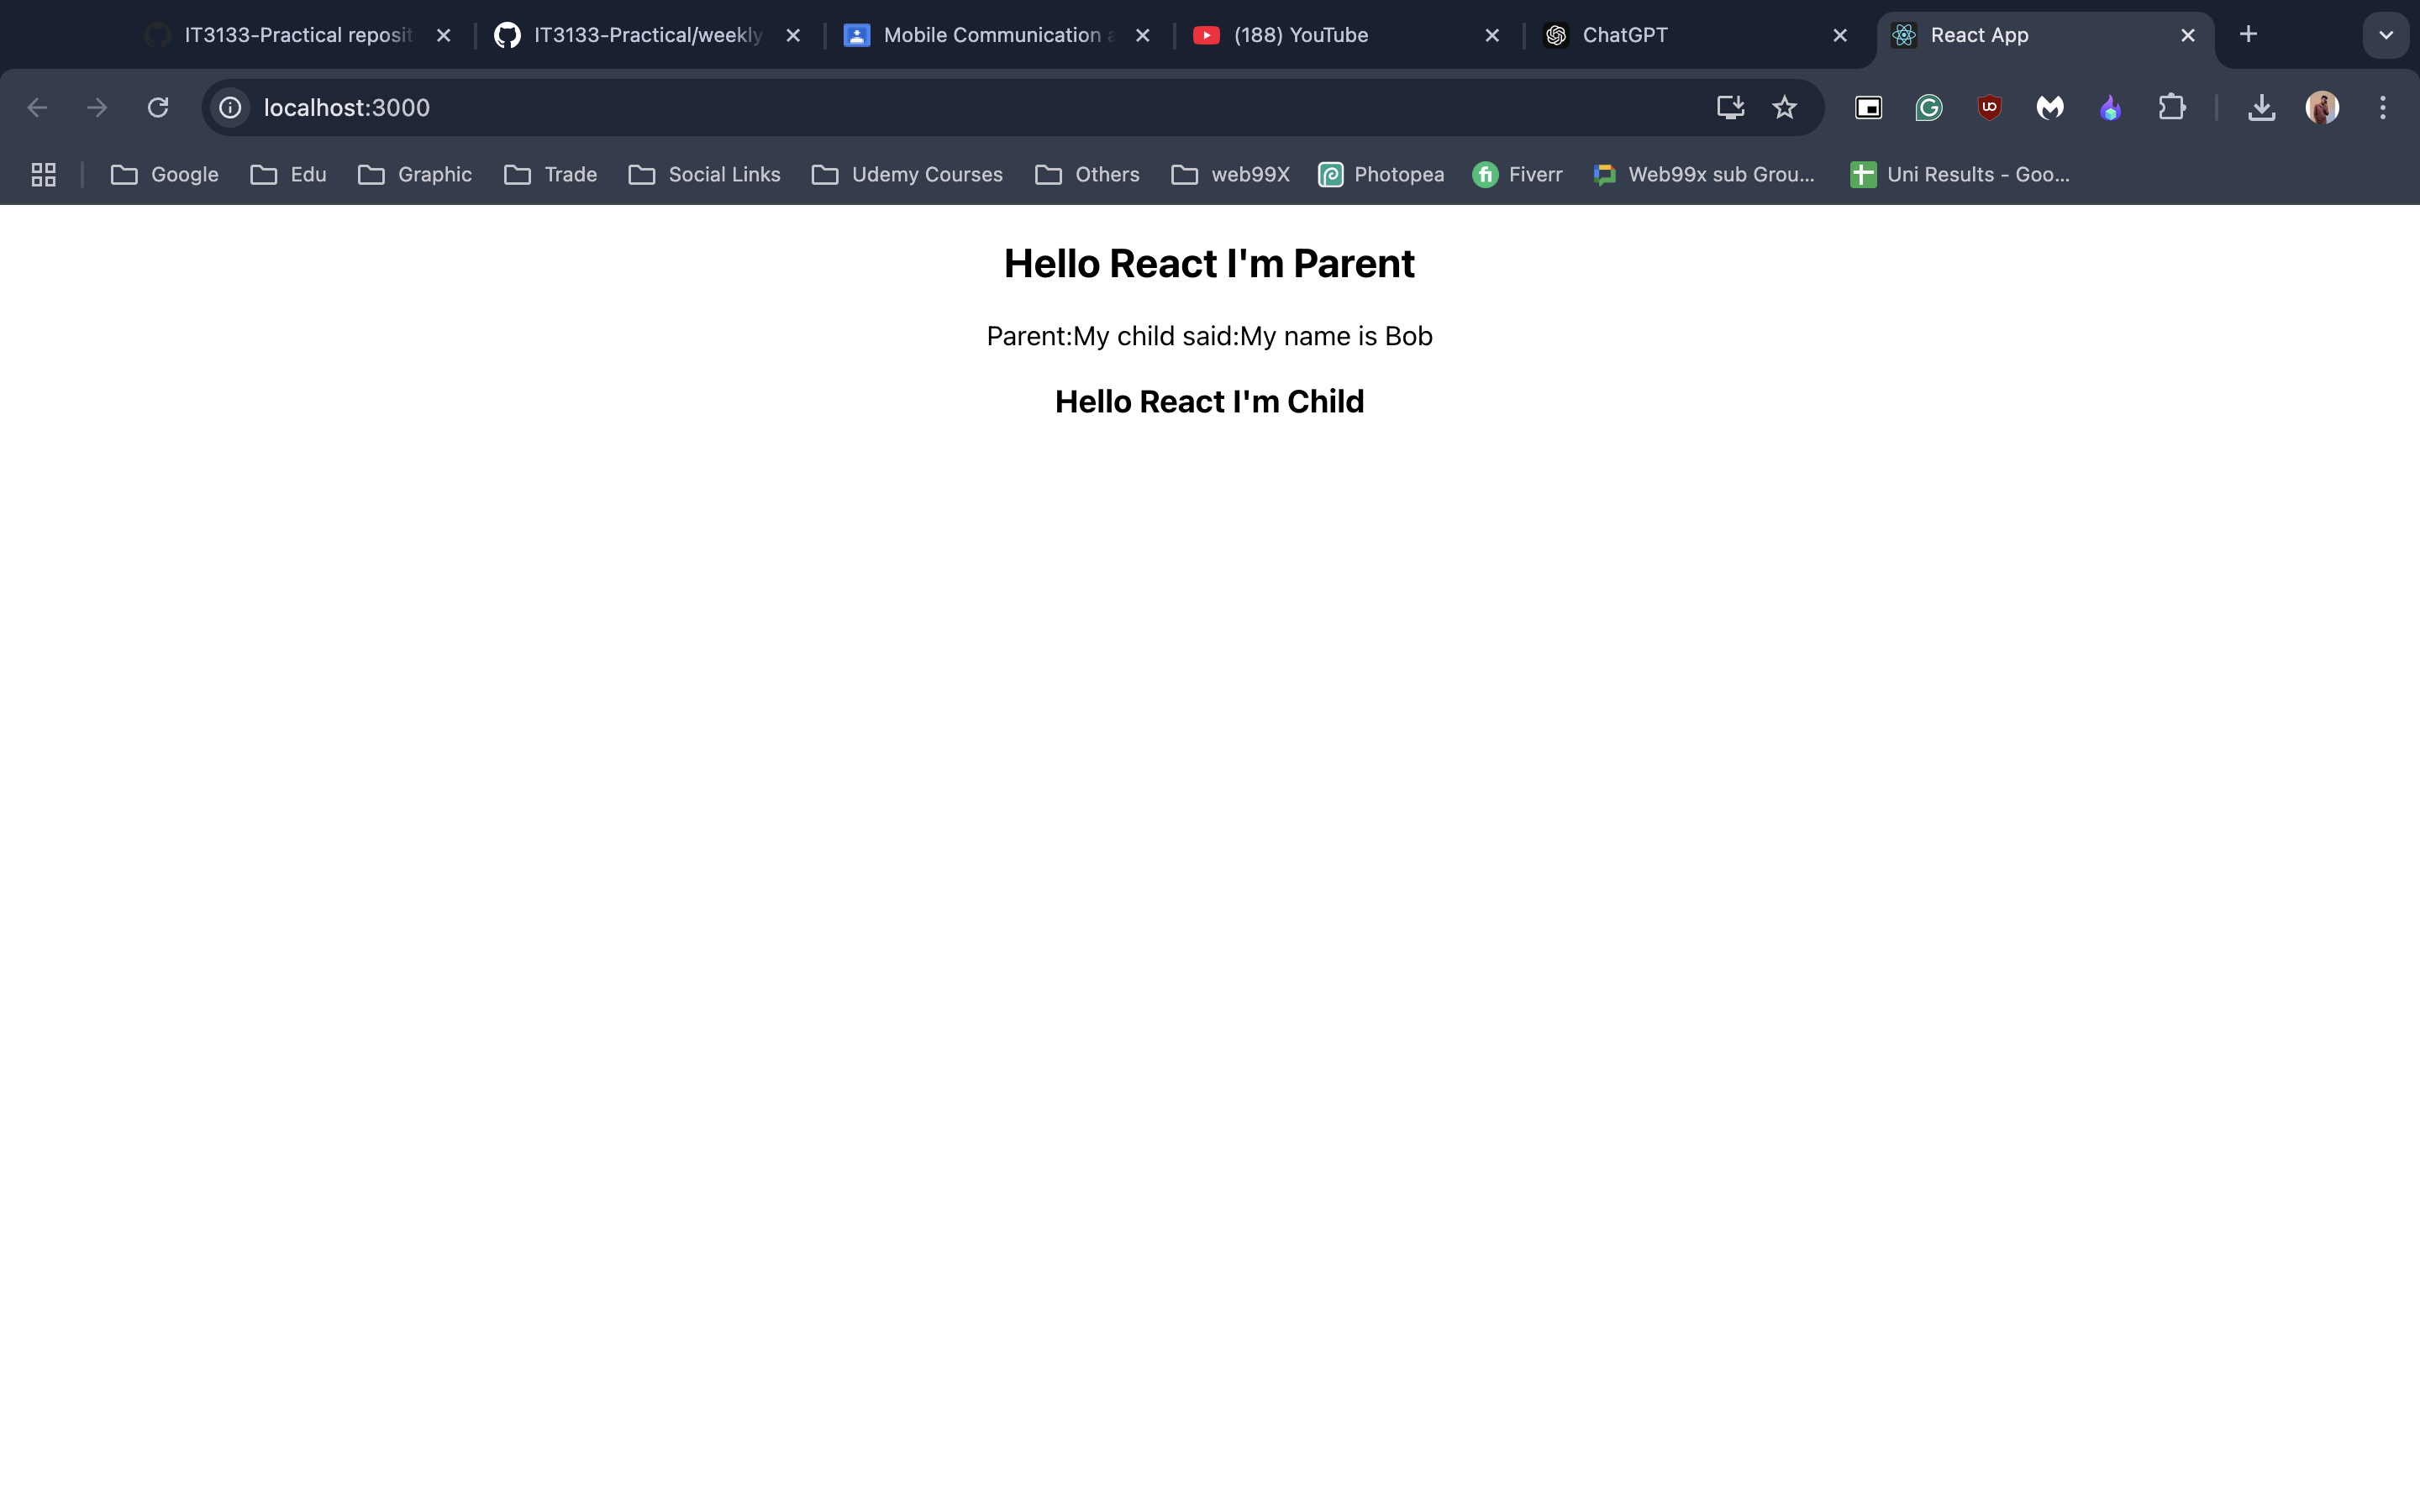 IT3133-Practical reposit
IT3133-Practical/weekly
Mobile Communication a
(188) YouTube
ChatGPT
React App
localhost:3000
Google
Edu
Graphic
Trade
Social Links
Udemy Courses
Others
web99X
Photopea
Fiverr
Web99x sub Grou...
Uni Results - Goo...
Hello React I'm Parent
Parent:My child said:My name is Bob
Hello React I'm Child